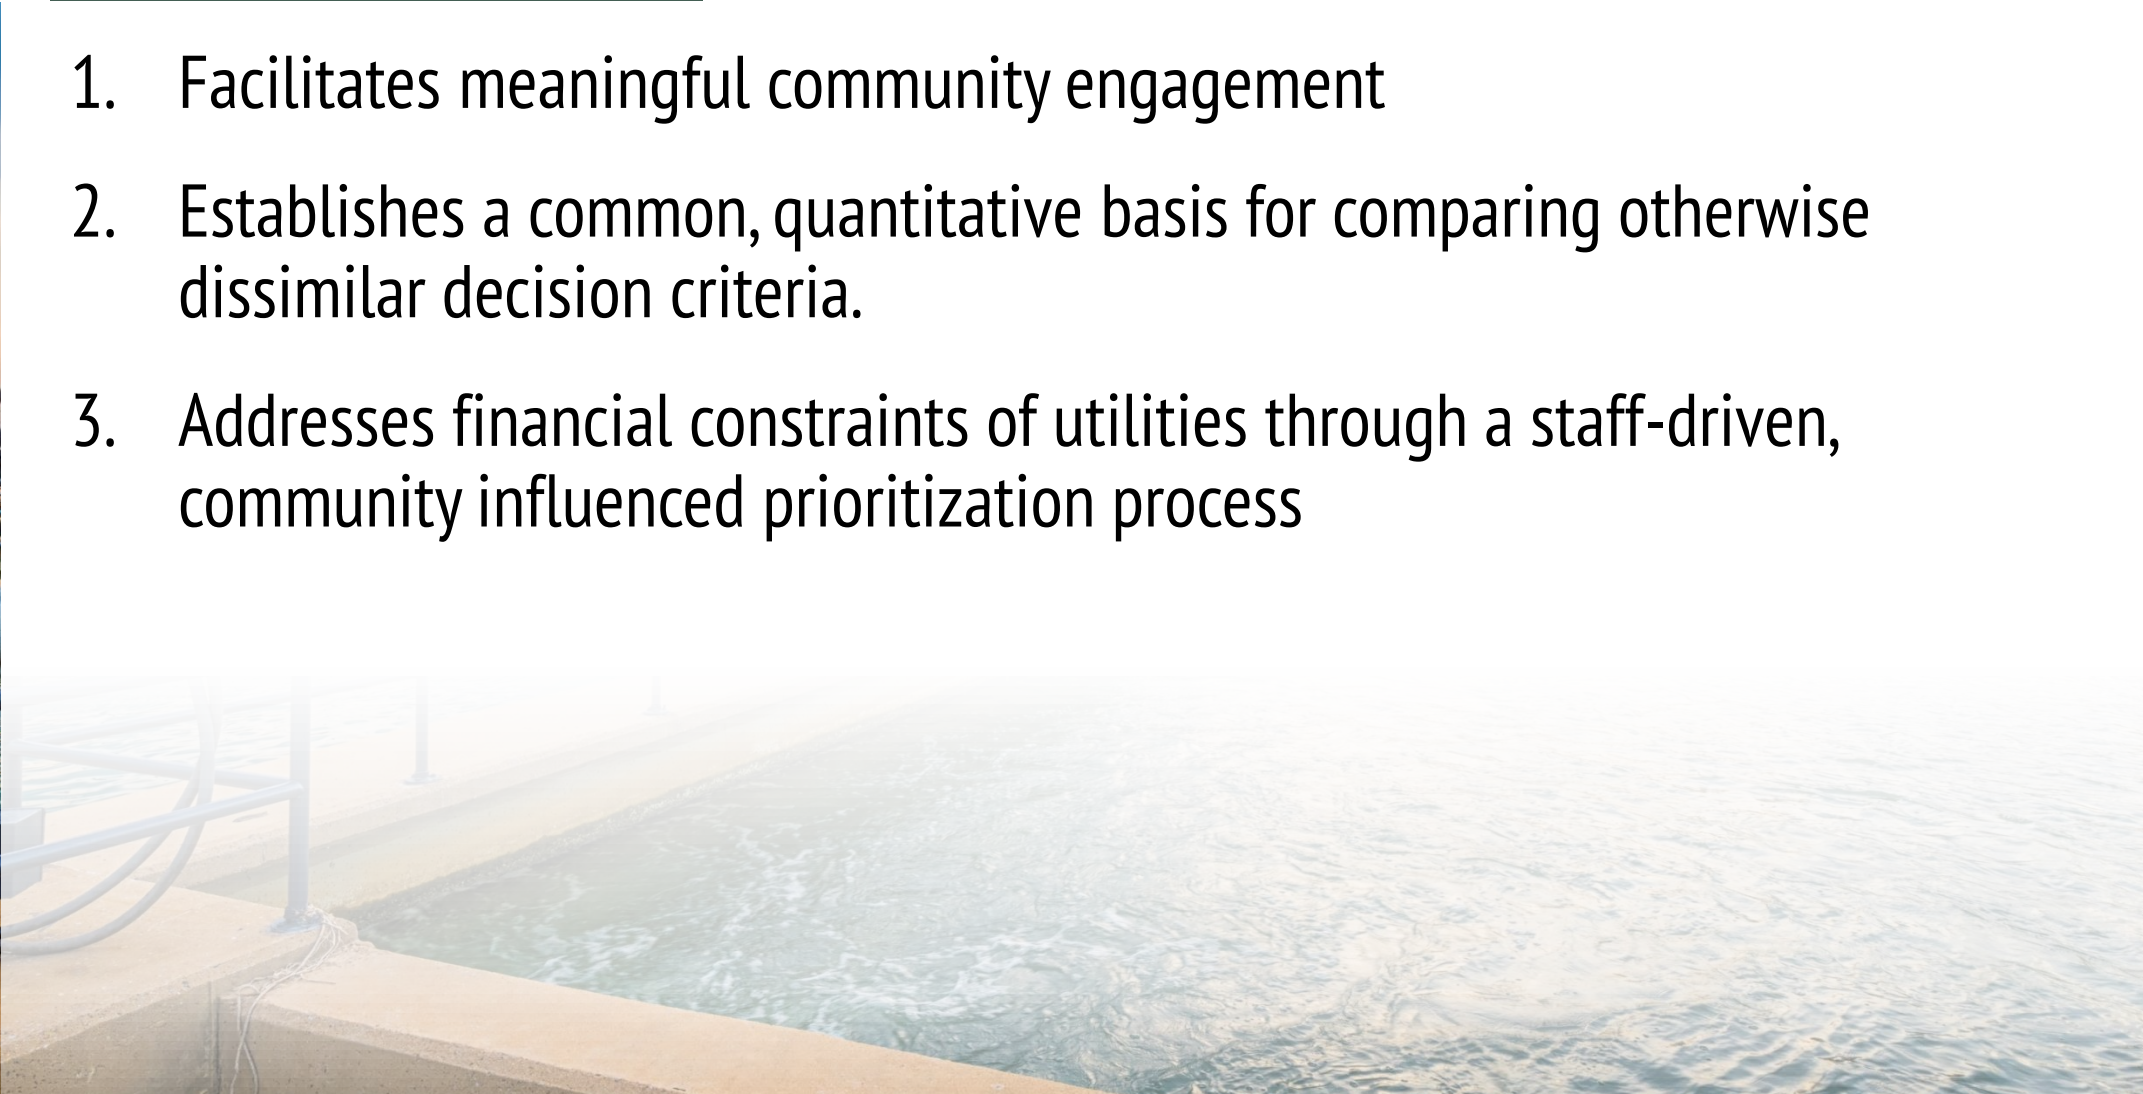 1. Facilitates meaningful community engagement
2. Establishes a common, quantitative basis for comparing otherwise
dissimilar decision criteria.
3. Addresses financial constraints of utilities through a staff-driven,
community influenced prioritization process